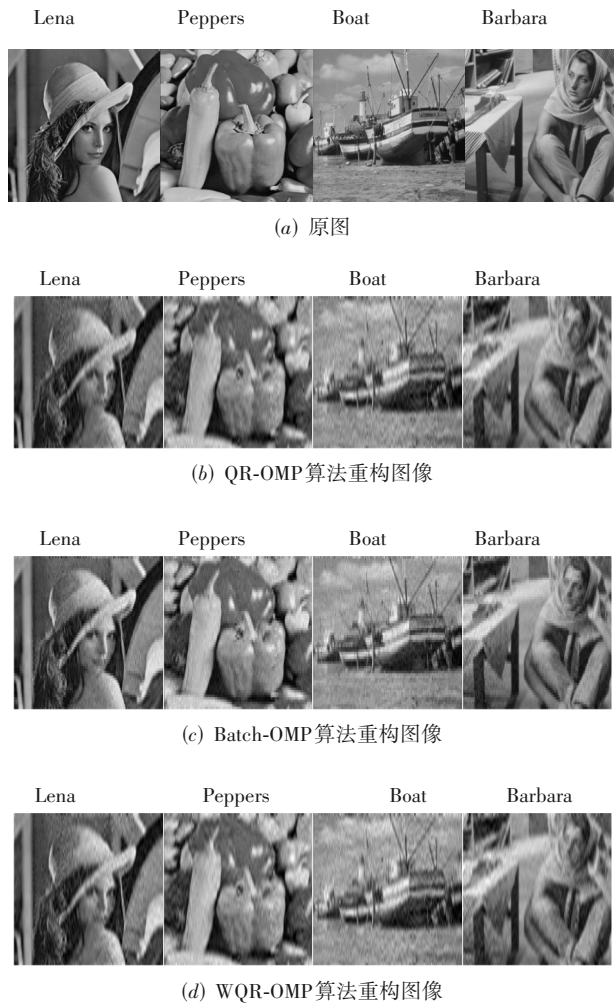 Lena Peppers Boat Barbara
(a) 原图
Lena Peppers Boat Barbara
(b) QR-OMP算法重构图像
Lena Peppers Boat Barbara
(c) Batch-OMP算法重构图像
Lena Peppers Boat Barbara
(d) WQR-OMP算法重构图像